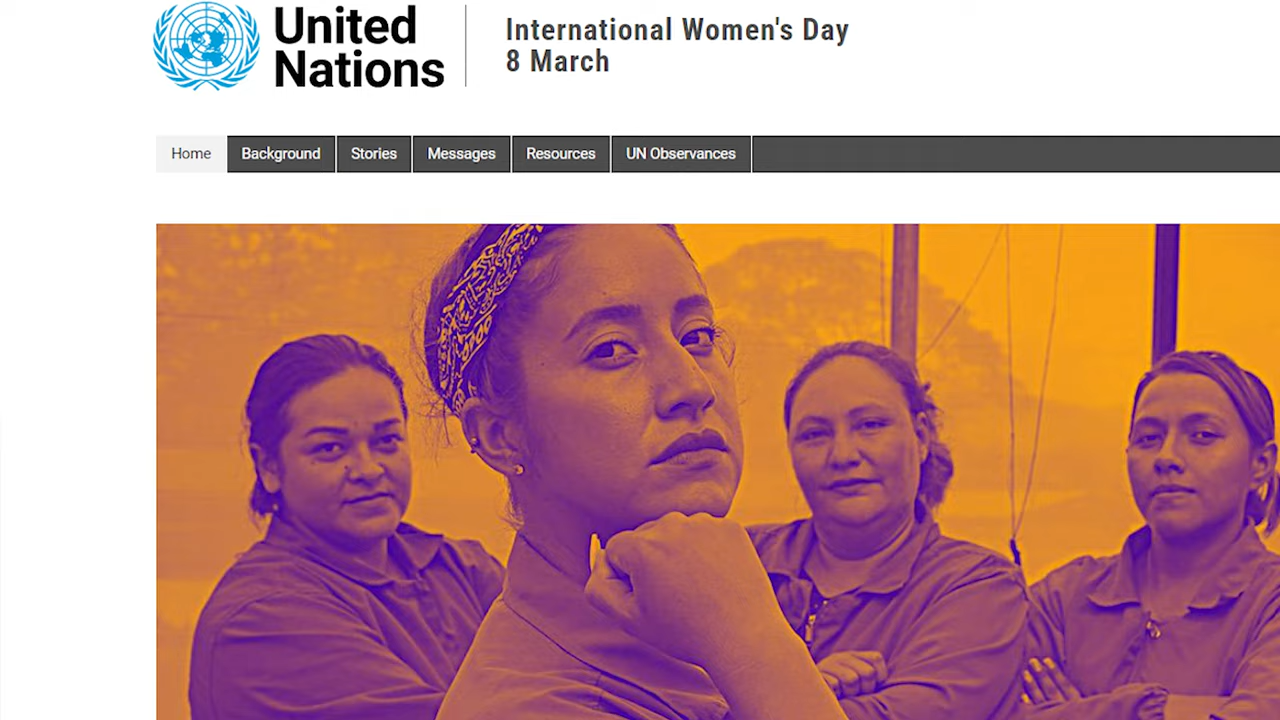 United
Nations
International Women's Day
8 March
Home
Background
Stories
Messages
Resources
UN Observances